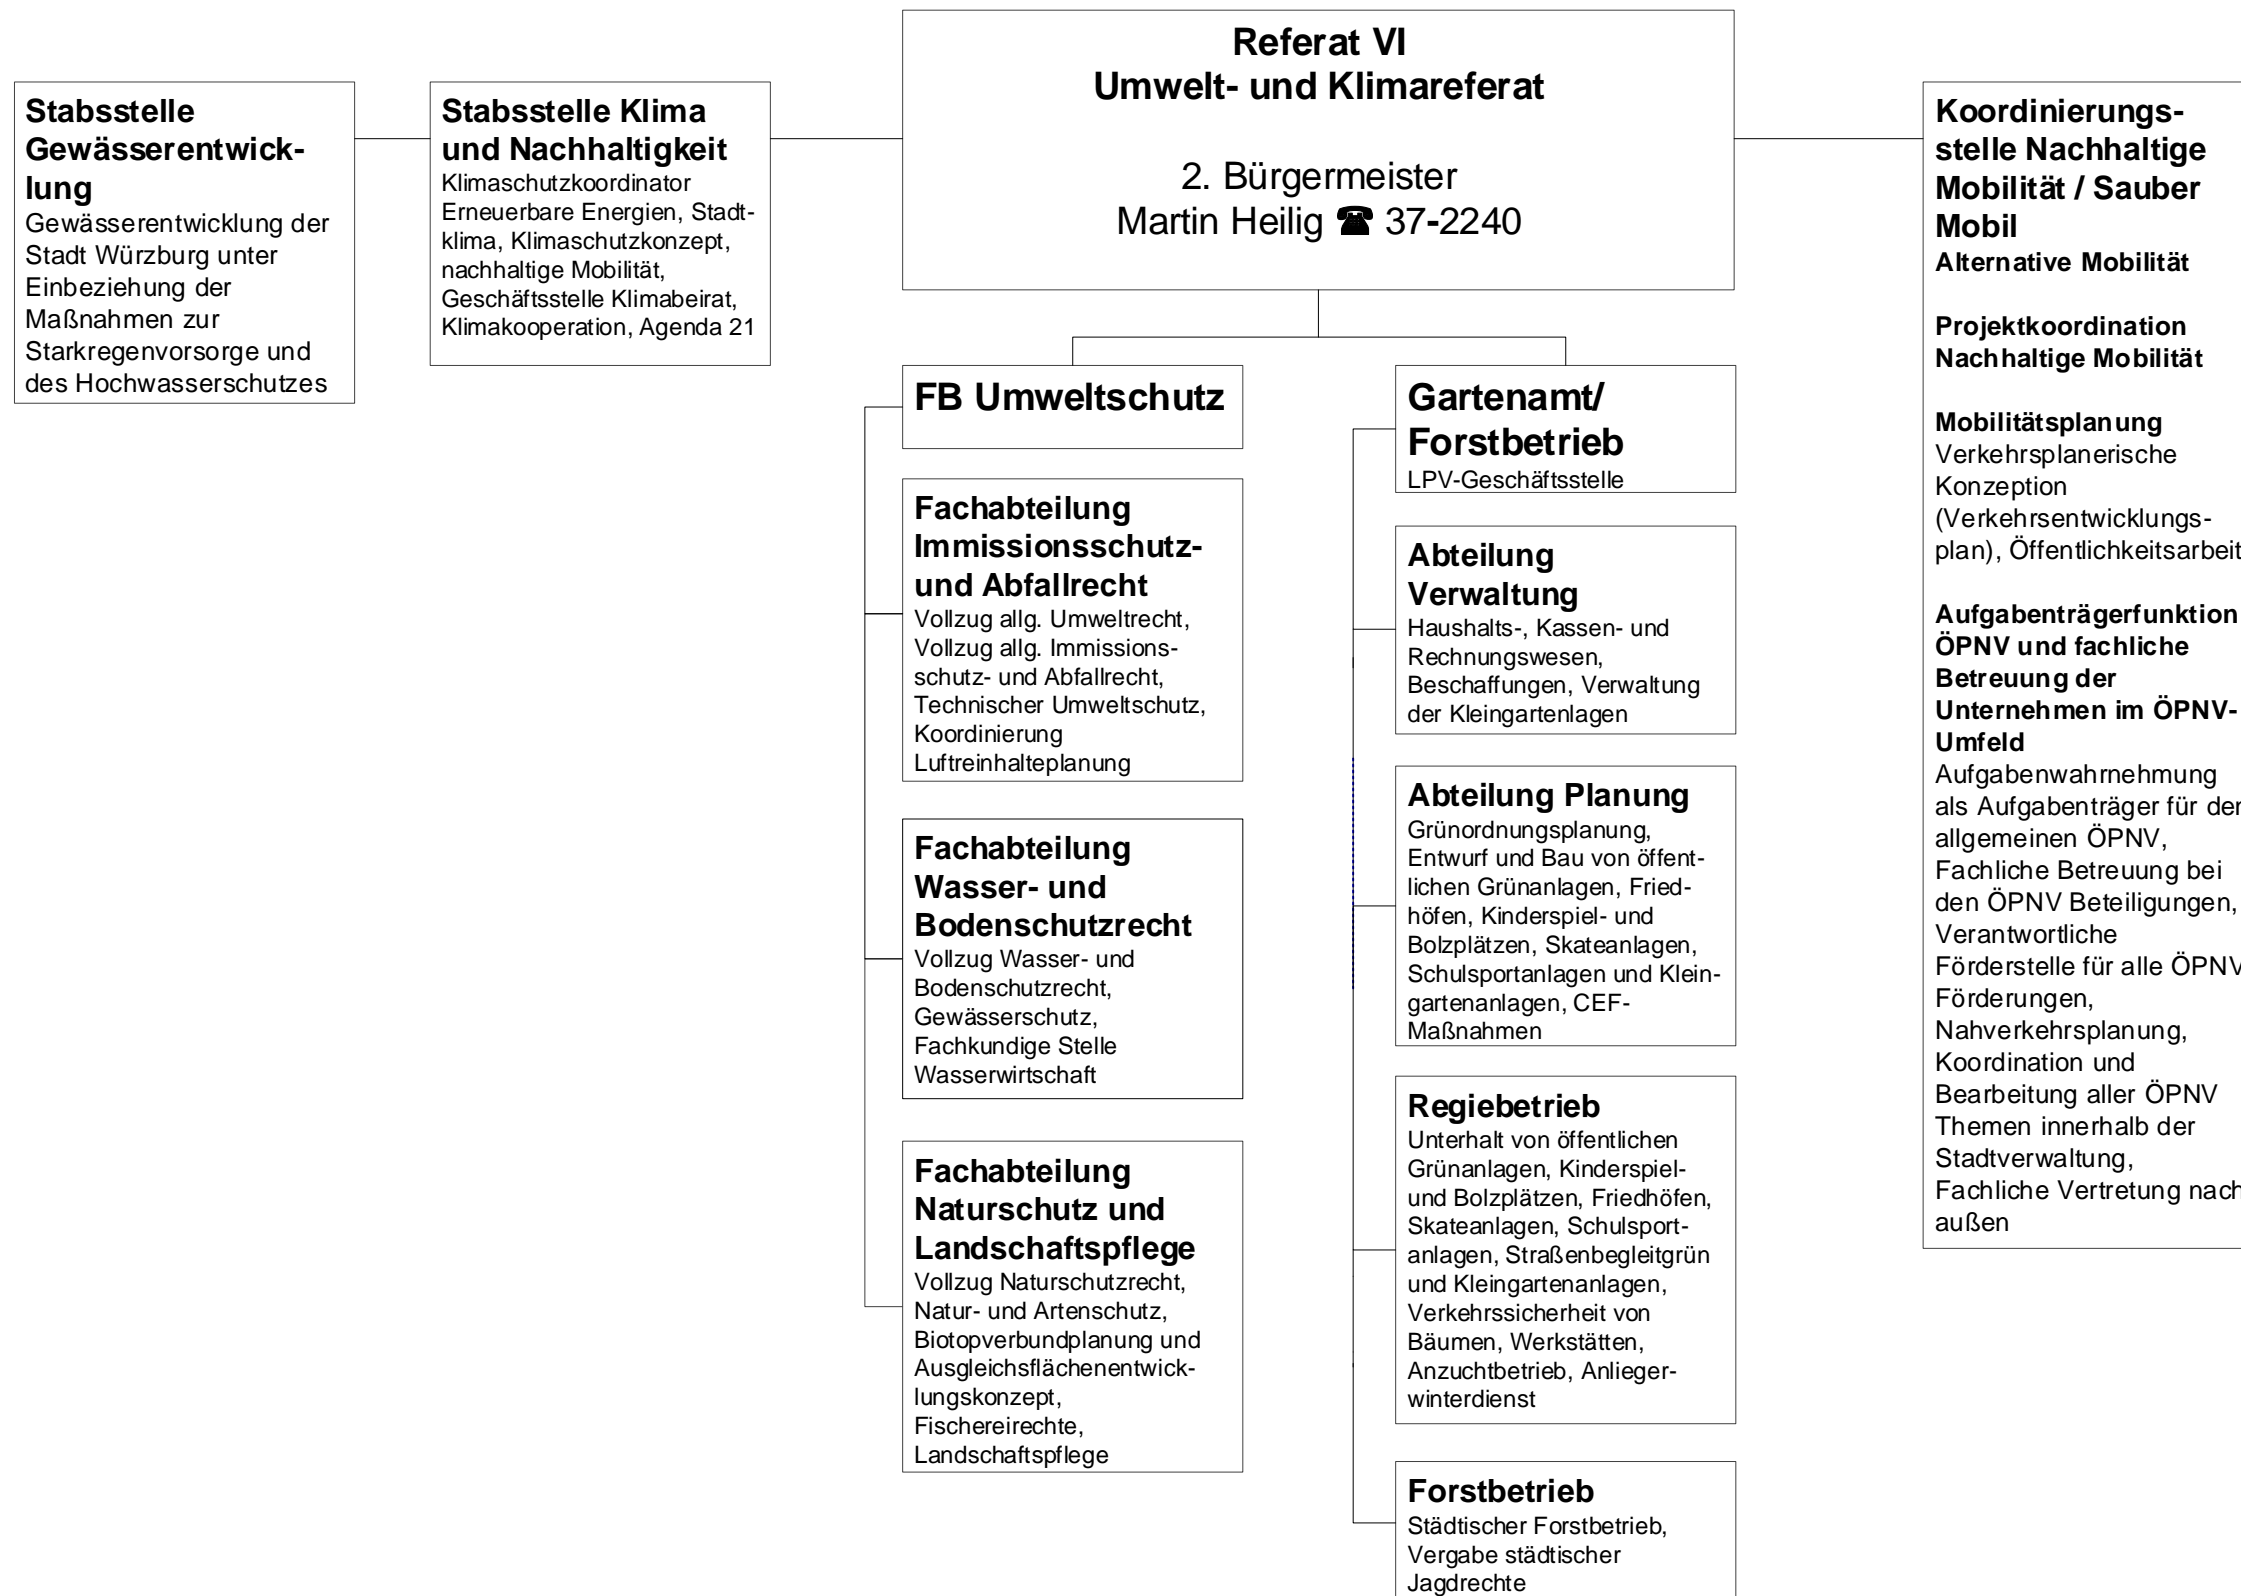 Referat VI
Umwelt- und Klimareferat
2. Bürgermeister
Martin Heilig ☎ 37-2240
Stabsstelle
Gewässerentwick-
lung
Gewässerentwicklung der
Stadt Würzburg unter
Einbeziehung der
Maßnahmen zur
Starkregenvorsorge und
des Hochwasserschutzes
Stabsstelle Klima
und Nachhaltigkeit
Klimaschutzkoordinator
Erneuerbare Energien, Stadt-
klima, Klimaschutzkonzept,
nachhaltige Mobilität,
Geschäftsstelle Klimabeirat,
Klimakooperation, Agenda 21
FB Umweltschutz
Fachabteilung
Immissionsschutz-
und Abfallrecht
Vollzug allg. Umweltrecht,
Vollzug allg. Immissions-
schutz- und Abfallrecht,
Technischer Umweltschutz,
Koordinierung
Luftreinhalteplanung
Fachabteilung
Wasser- und
Bodenschutzrecht
Vollzug Wasser- und
Bodenschutzrecht,
Gewässerschutz,
Fachkundige Stelle
Wasserwirtschaft
Fachabteilung
Naturschutz und
Landschaftspflege
Vollzug Naturschutzrecht,
Natur- und Artenschutz,
Biotopverbundplanung und
Ausgleichsflächenentwick-
lungskonzept,
Fischereirechte,
Landschaftspflege
Gartenamt/
Forstbetrieb
LPV-Geschäftsstelle
Abteilung
Verwaltung
Haushalts-, Kassen- und
Rechnungswesen,
Beschaffungen, Verwaltung
der Kleingartenlagen
Abteilung Planung
Grünordnungsplanung,
Entwurf und Bau von öffent-
lichen Grünanlagen, Fried-
höfen, Kinderspiel- und
Bolzplätzen, Skateanlagen,
Schulsportanlagen und Klein-
gartenanlagen, CEF-
Maßnahmen
Regiebetrieb
Unterhalt von öffentlichen
Grünanlagen, Kinderspiel-
und Bolzplätzen, Friedhöfen,
Skateanlagen, Schulsport-
anlagen, Straßenbegleitgrün
und Kleingartenanlagen,
Verkehrssicherheit von
Bäumen, Werkstätten,
Anzuchtbetrieb, Anlieger-
winterdienst
Forstbetrieb
Städtischer Forstbetrieb,
Vergabe städtischer
Jagdrechte
Koordinierungs-
stelle Nachhaltige
Mobilität / Sauber
Mobil
Alternative Mobilität
Projektkoordination
Nachhaltige Mobilität
Mobilitätsplanung
Verkehrsplanerische
Konzeption
(Verkehrsentwicklungs-
plan), Öffentlichkeitsarbeit
Aufgabenträgerfunktion
ÖPNV und fachliche
Betreuung der
Unternehmen im ÖPNV-
Umfeld
Aufgabenwahrnehmung
als Aufgabenträger für
allgemeinen ÖPNV,
Fachliche Betreuung bei
den ÖPNV Beteiligungen,
Verantwortliche
Förderstelle für alle ÖPNV
Förderungen,
Nahverkehrsplanung,
Koordination und
Bearbeitung aller ÖPNV
Themen innerhalb der
Stadtverwaltung,
Fachliche Vertretung nach
außen